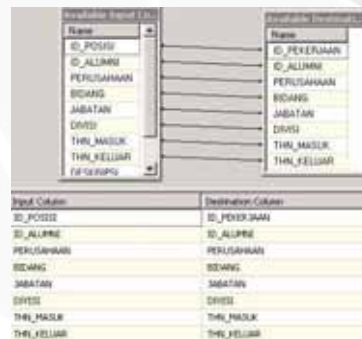 Available Input Co...
Name
ID_POSISI
ID_ALUMNI
PERUSAHAAN
BIDANG
JABATAN
DIVISI
THN_MASUK
THN_KELUAR
DESKRIPSI
Available Destinat
Name
ID_PEKERJAAN
ID_ALUMNI
PERUSAHAAN
BIDANG
JABATAN
DIVISI
THN_MASUK
THN_KELUAR
Input Column Destination Column
ID_POSISI ID_PEKERJAAN
ID_ALUMNI ID_ALUMNI
PERUSAHAAN PERUSAHAAN
BIDANG BIDANG
JABATAN JABATAN
DIVISI DIVISI
THN_MASUK THN_MASUK
THN_KELUAR THN_KELUAR